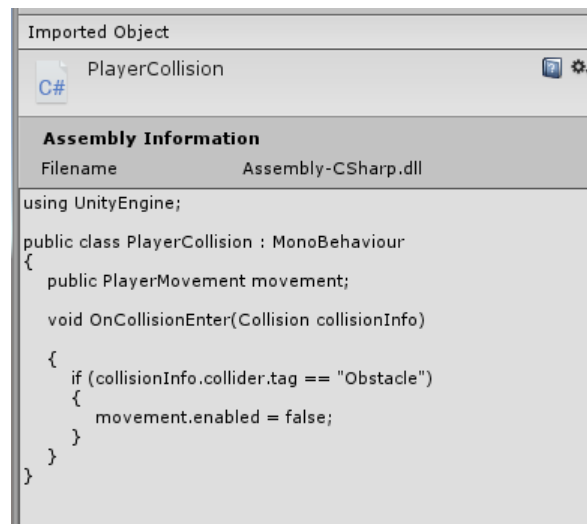 Imported Object
PlayerCollision
C#
Assembly Information
Filename Assembly-CSharp.dll
using UnityEngine;
public class PlayerCollision : MonoBehaviour
{
public PlayerMovement movement;
void OnCollisionEnter(Collision collisionInfo)
{
if (collisionInfo.collider.tag == "Obstacle")
{
movement.enabled = false;
}
}
}